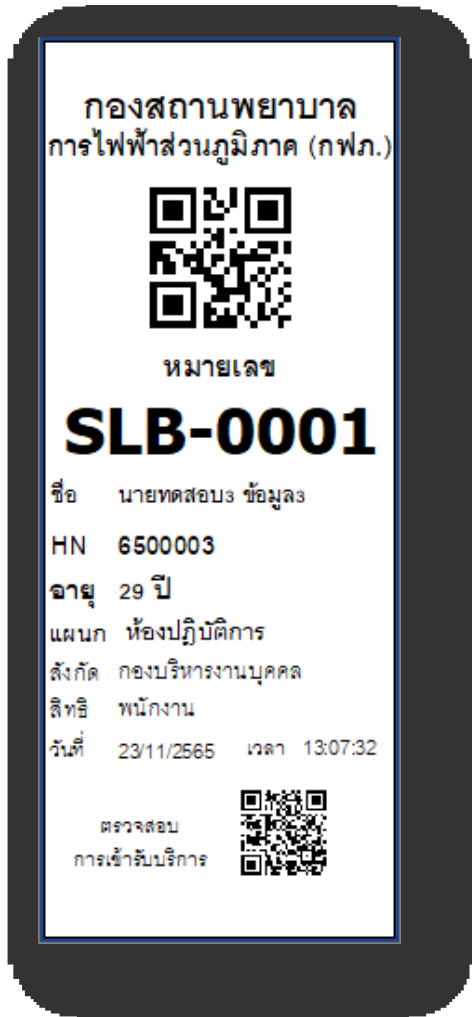 กองสถานพยาบาล
การไฟฟ้าส่วนภูมิภาค (กฟภ.)
หมายเลข
SLB-0001
ชื่อ นายทดสอบ3 ข้อมูล3
HN 6500003
อายุ 29 ปี
แผนก ห้องปฏิบัติการ
สังกัด กองบริหารงานบุคคล
สิทธิ พนักงาน
วันที่ 23/11/2565 เวลา 13:07:32
ตรวจสอบ
การเข้ารับบริการ